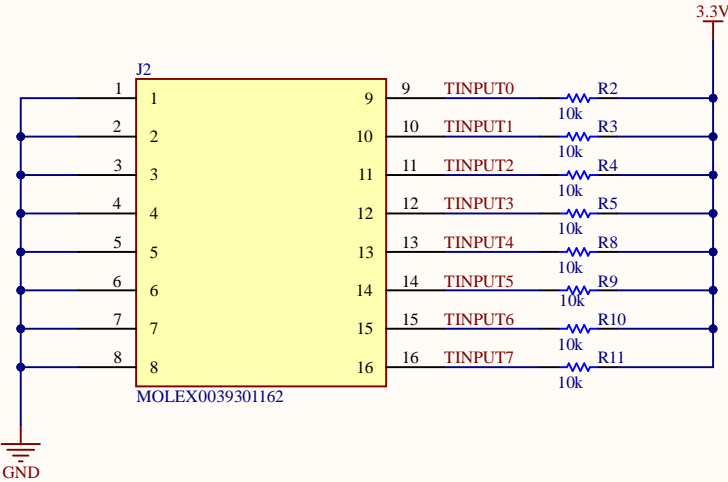 3.3V
J2
1 1 9 9 TINPUT0 R2
10k
2 2 10 10 TINPUT1 R3
10k
3 3 11 11 TINPUT2 R4
10k
4 4 12 12 TINPUT3 R5
10k
5 5 13 13 TINPUT4 R8
10k
6 6 14 14 TINPUT5 R9
10k
7 7 15 15 TINPUT6 R10
10k
8 8 16 16 TINPUT7 R11
10k
MOLEX0039301162
GND